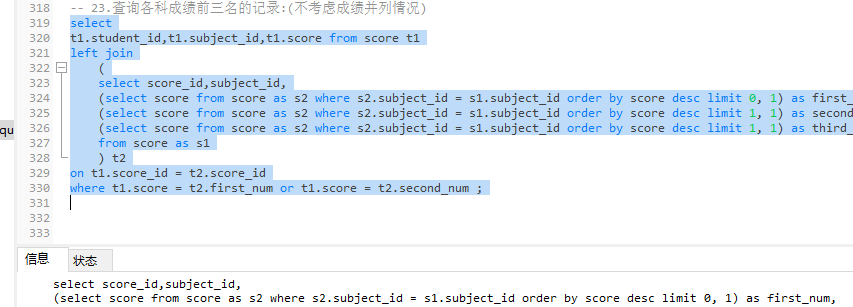 318 -- 23.查询各科成绩前三名的记录:(不考虑成绩并列情况)
319 select
320 t1.student_id,t1.subject_id,t1.score from score t1
321 left join
322 (
323 select score_id,subject_id,
324 (select score from score as s2 where s2.subject_id = s1.subject_id order by score desc limit 0, 1) as first_
325 (select score from score as s2 where s2.subject_id = s1.subject_id order by score desc limit 1, 1) as second
326 (select score from score as s2 where s2.subject_id = s1.subject_id order by score desc limit 1, 1) as third_
327 from score as s1
328 ) t2
329 on t1.score_id = t2.score_id
330 where t1.score = t2.first_num or t1.score = t2.second_num ;
331
332
333
qu
信息 状态
select score_id,subject_id,
(select score from score as s2 where s2.subject_id = s1.subject_id order by score desc limit 0, 1) as first_num,